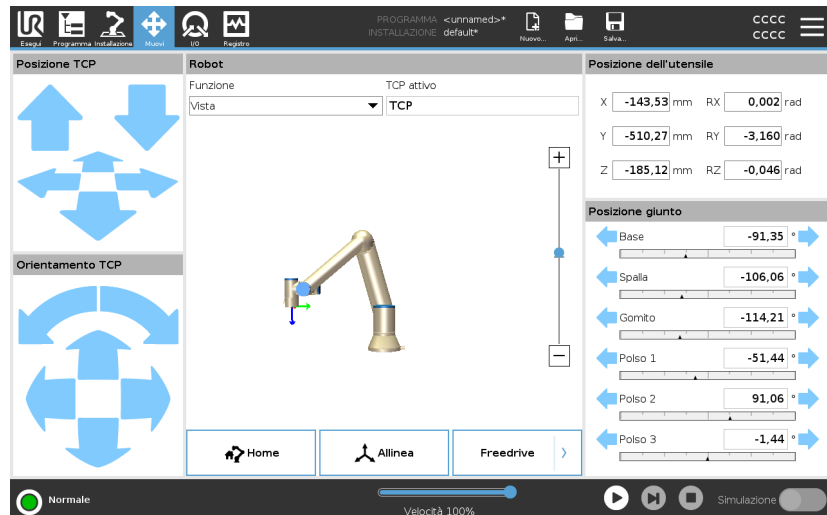 UR
Esegui
Programma
Installazione
Muovi
I/O
Registro
PROGRAMMA <unnamed>*
INSTALLAZIONE default*
Nuovo...
Apri...
Salva...
CCCC
CCCC
Posizione TCP
Robot
Posizione dell'utensile
Funzione
TCP attivo
Vista
TCP
X -143,53 mm RX 0,002 rad
Y -510,27 mm RY -3,160 rad
Z -185,12 mm RZ -0,046 rad
Posizione giunto
Base -91,35 °
Spalla -106,06 °
Gomito -114,21 °
Polso 1 -51,44 °
Polso 2 91,06 °
Polso 3 -1,44 °
Orientamento TCP
Home
Allinea
Freedrive
Normale
Velocità 100%
Simulazione